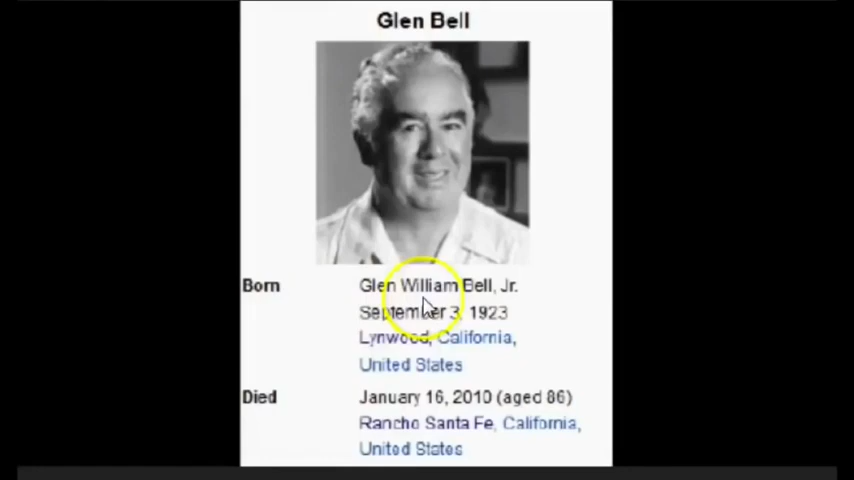 Glen Bell
Born Glen William Bell, Jr.
September 3, 1923
Lynwood, California,
United States
Died January 16, 2010 (aged 86)
Rancho Santa Fe, California,
United States